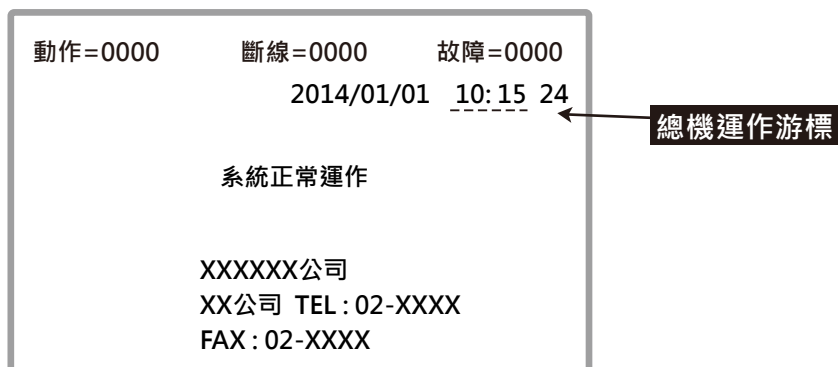 動作=0000 斷線=0000 故障=0000
2014/01/01 10:15 24
總機運作游標
系統正常運作
XXXXXX公司
XX公司 TEL : 02-XXXX
FAX : 02-XXXX